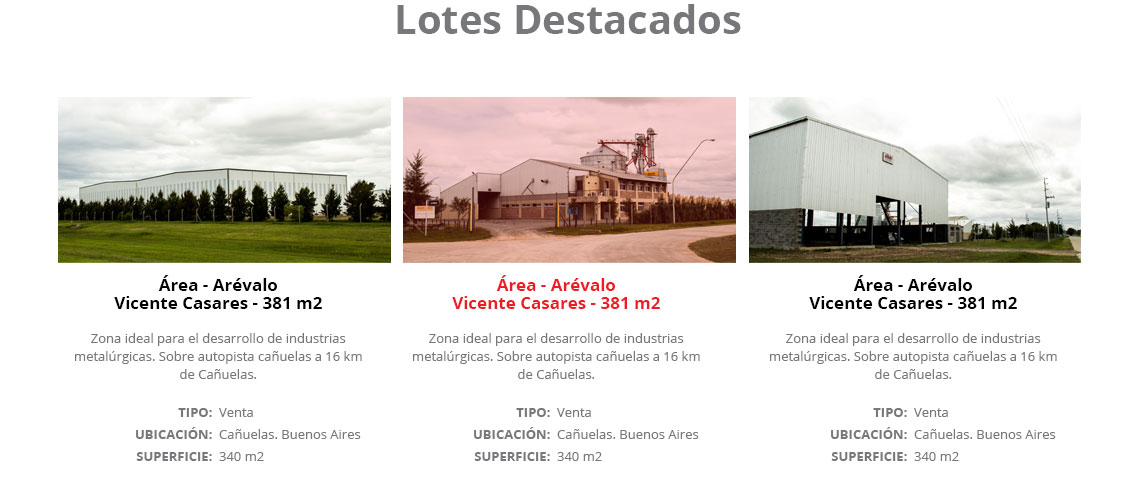 Lotes Destacados
Área - Arévalo
Vicente Casares - 381 m2
Zona ideal para el desarrollo de industrias
metalúrgicas. Sobre autopista cañuelas a 16 km
de Cañuelas.
TIPO: Venta
UBICACIÓN: Cañuelas. Buenos Aires
SUPERFICIE: 340 m2
Área - Arévalo
Vicente Casares - 381 m2
Zona ideal para el desarrollo de industrias
metalúrgicas. Sobre autopista cañuelas a 16 km
de Cañuelas.
TIPO: Venta
UBICACIÓN: Cañuelas. Buenos Aires
SUPERFICIE: 340 m2
Área - Arévalo
Vicente Casares - 381 m2
Zona ideal para el desarrollo de industrias
metalúrgicas. Sobre autopista cañuelas a 16 km
de Cañuelas.
TIPO: Venta
UBICACIÓN: Cañuelas. Buenos Aires
SUPERFICIE: 340 m2